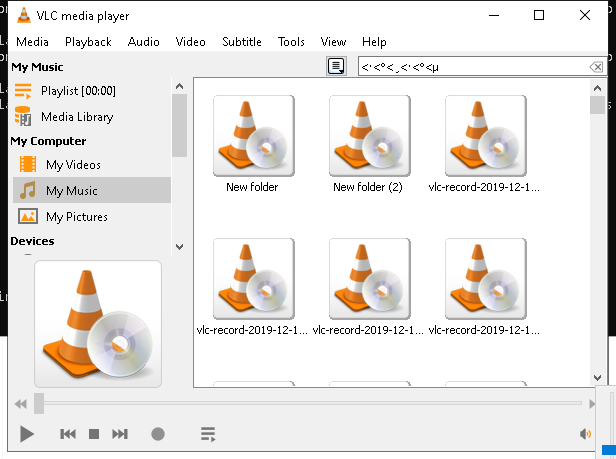 VLC media player
Media Playback Audio Video Subtitle Tools View Help
My Music
<·<°<¸<·<°<µ
Playlist [00:00]
Media Library
My Computer
My Videos
My Music
My Pictures
Devices
New folder
New folder (2)
vlc-record-2019-12-1...
vlc-record-2019-12-1...
vlc-record-2019-12-1...
vlc-record-2019-12-1...